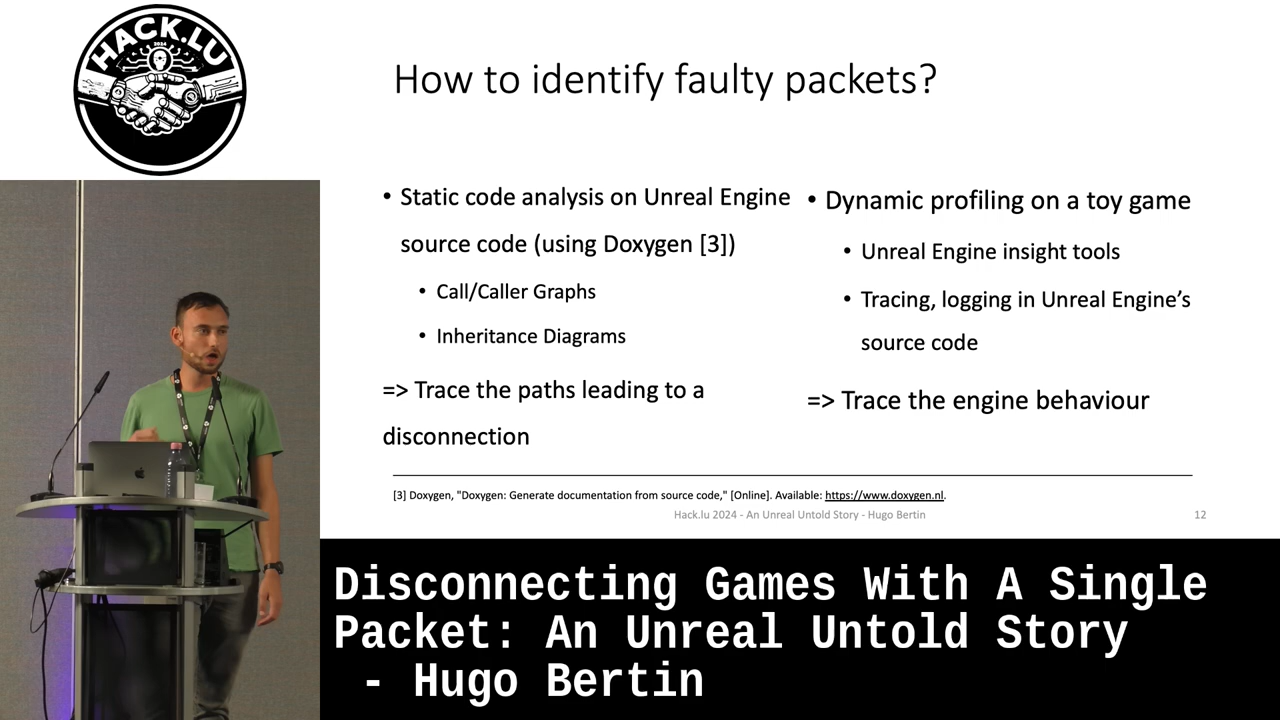 HACK.LU
2024
How to identify faulty packets?
• Static code analysis on Unreal Engine
source code (using Doxygen [3])
• Call/Caller Graphs
• Inheritance Diagrams
=> Trace the paths leading to a
disconnection
• Dynamic profiling on a toy game
• Unreal Engine insight tools
• Tracing, logging in Unreal Engine’s
source code
=> Trace the engine behaviour
[3] Doxygen, "Doxygen: Generate documentation from source code," [Online]. Available: https://www.doxygen.nl.
Hack.lu 2024 - An Unreal Untold Story - Hugo Bertin
12
Disconnecting Games With A Single
Packet: An Unreal Untold Story
- Hugo Bertin